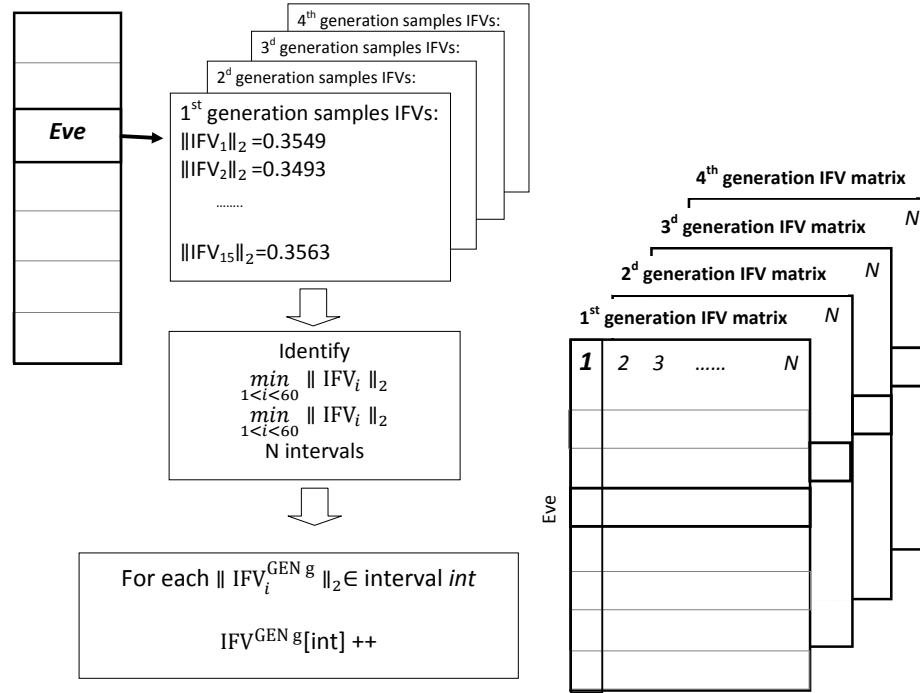 4th generation samples IFVs:
3d generation samples IFVs:
2d generation samples IFVs:
1st generation samples IFVs:
‖IFV1‖2 =0.3549
‖IFV2‖2 =0.3493
........
‖IFV15‖2 =0.3563
Eve
Identify
min 1<i<60 ‖ IFVi ‖2
min 1<i<60 ‖ IFVi ‖2
N intervals
For each ‖ IFVi GEN g ‖2 ∈ interval int
IFV GEN g[int] ++
4th generation IFV matrix
N
3d generation IFV matrix
N
2d generation IFV matrix
N
1st generation IFV matrix
1 2 3 ...... N
Eve